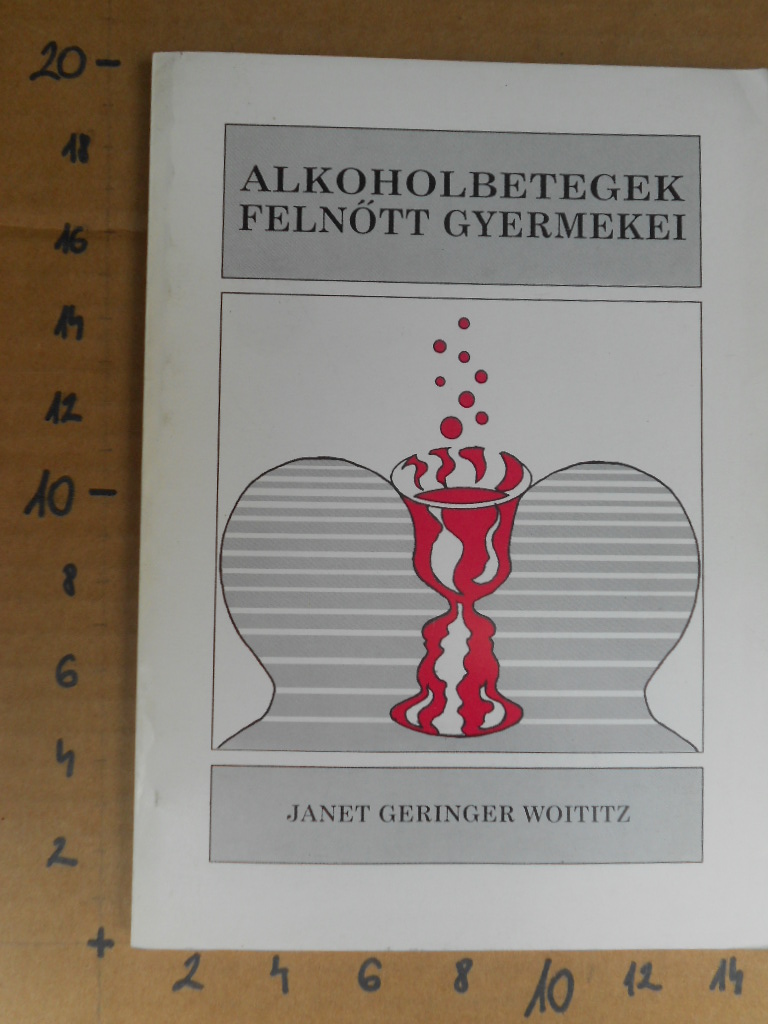 20 -
18
16
14
12
10 -
8
6
4
2
+
ALKOHOLBETEGEK
FELNŐTT GYERMEKEI
JANET GERINGER WOITITZ
2 4 6 8 10 12 14